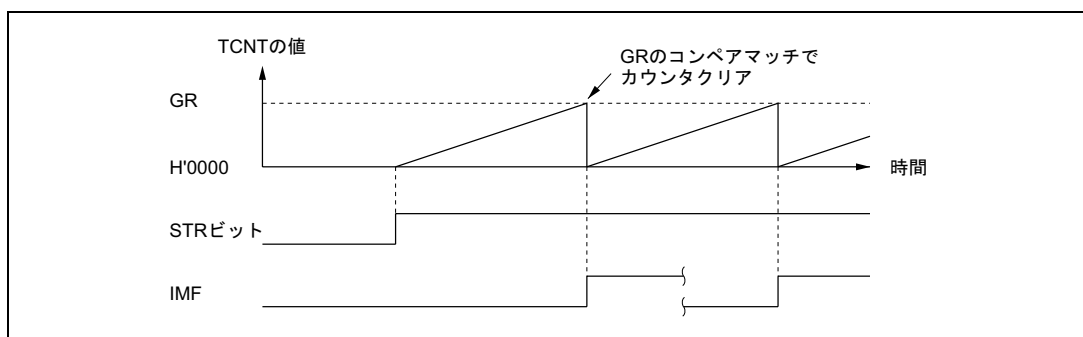 TCNTの値
GRのコンペアマッチで
カウンタクリア
GR
H'0000
時間
STRビット
IMF